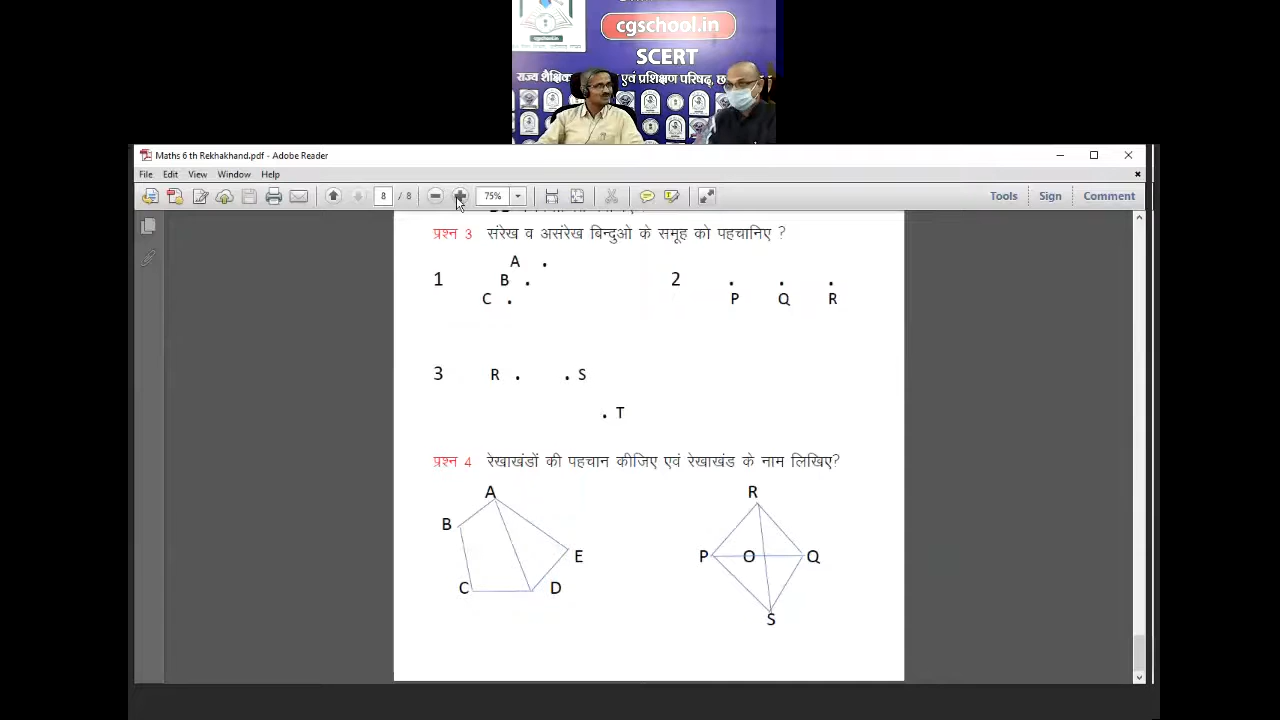 cgschool.in
SCERT
राज्य शैक्षिक एवं प्रशिक्षण परिषद्, छ
Maths 6 th Rekhakhand.pdf - Adobe Reader
File Edit View Window Help
8 / 8 75% Tools Sign Comment
प्रश्न 3 संरेख व असंरेख बिन्दुओ के समूह को पहचानिए ?
1 A B C
2 P Q R
3 R S
T
प्रश्न 4 रेखाखंडों की पहचान कीजिए एवं रेखाखंड के नाम लिखिए?
A R
B
E P O Q
C D
S